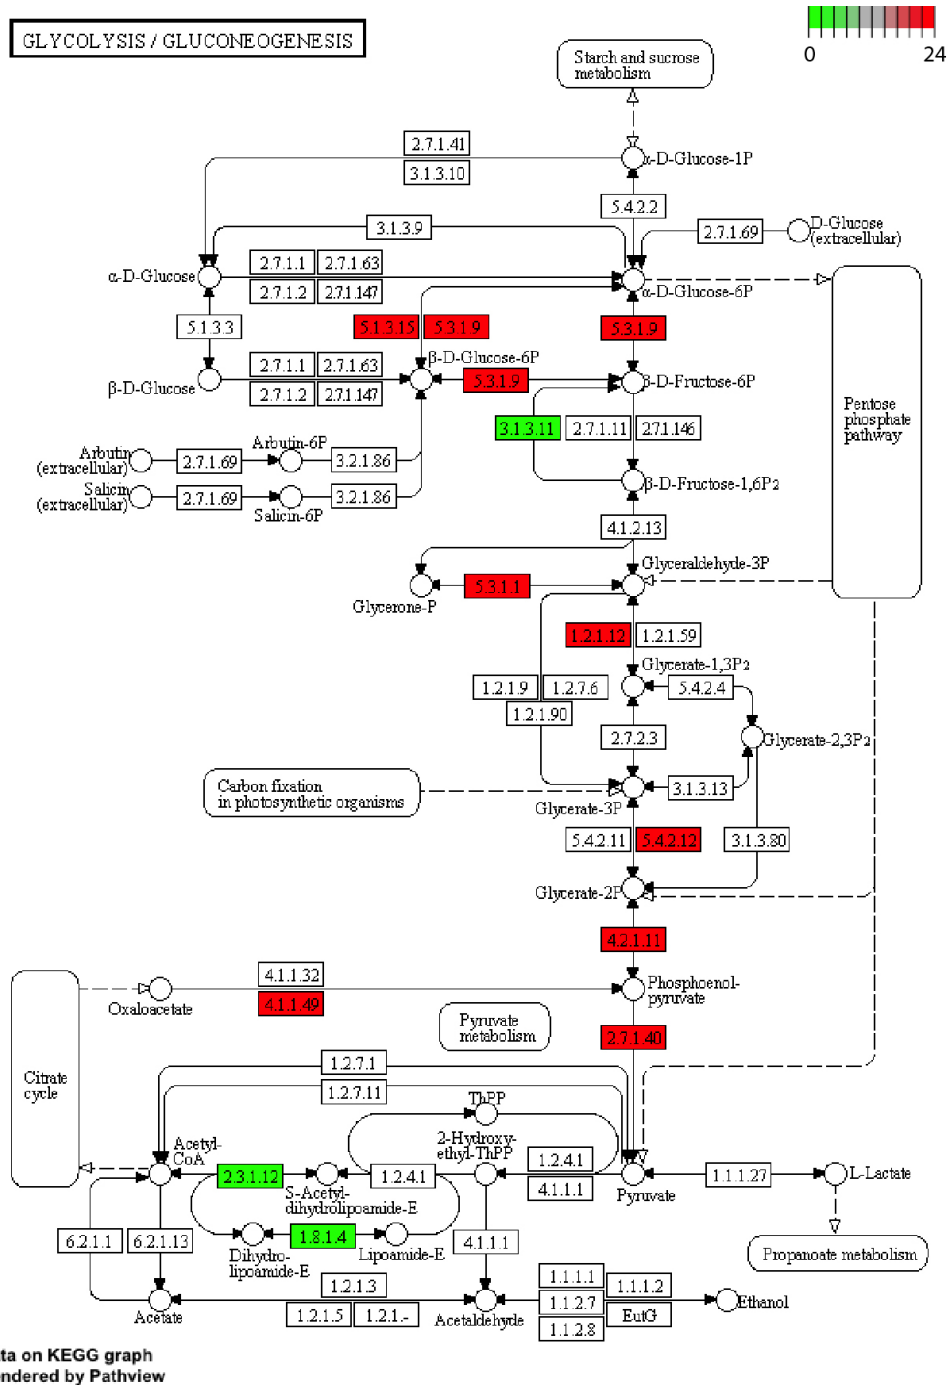 GLYCOLYSIS / GLUCONEOGENESIS
0 24
Starch and sucrose
metabolism
2.7.1.41
3.1.3.10
α-D-Glucose-1P
5.4.2.2
3.1.3.9
2.7.1.69
D-Glucose
(extracellular)
α-D-Glucose
2.7.1.1
2.7.1.63
2.7.1.2
2.7.1.147
α-D-Glucose-6P
5.1.3.3
5.1.3.15
5.3.1.9
5.3.1.9
β-D-Glucose
2.7.1.1
2.7.1.63
2.7.1.2
2.7.1.147
β-D-Glucose-6P
5.3.1.9
β-D-Fructose-6P
Pentose
phosphate
pathway
3.1.3.11
2.7.1.11
2.7.1.146
Arbutin
(extracellular)
2.7.1.69
Arbutin-6P
3.2.1.86
Salicin
(extracellular)
2.7.1.69
Salicin-6P
3.2.1.86
β-D-Fructose-1,6P2
4.1.2.13
Glyceraldehyde-3P
Glycerone-P
5.3.1.1
1.2.1.12
1.2.1.59
Glycerate-1,3P2
1.2.1.9
1.2.7.6
1.2.1.90
5.4.2.4
2.7.2.3
Glycerate-2,3P2
Carbon fixation
in photosynthetic organisms
Glycerate-3P
3.1.3.13
5.4.2.11
5.4.2.12
3.1.3.80
Glycerate-2P
4.2.1.11
4.1.1.32
4.1.1.49
Oxaloacetate
Phosphoenol-
pyruvate
Pyruvate
metabolism
2.7.1.40
Citrate
cycle
1.2.7.1
1.2.7.11
ThPP
Acetyl-
CoA
2-Hydroxy-
ethyl-ThPP
2.3.1.12
S-Acetyl-
dihydrolipoamide-E
1.2.4.1
1.2.4.1
4.1.1.1
Pyruvate
1.1.1.27
L-Lactate
6.2.1.1
6.2.1.13
1.8.1.4
Dihydro-
lipoamide-E
Lipoamide-E
4.1.1.1
Propanoate metabolism
1.2.1.3
1.2.1.5
1.2.1.-
Acetate
Acetaldehyde
1.1.1.1
1.1.1.2
1.1.2.7
EutG
1.1.2.8
Ethanol
ta on KEGG graph
ndered by Pathview